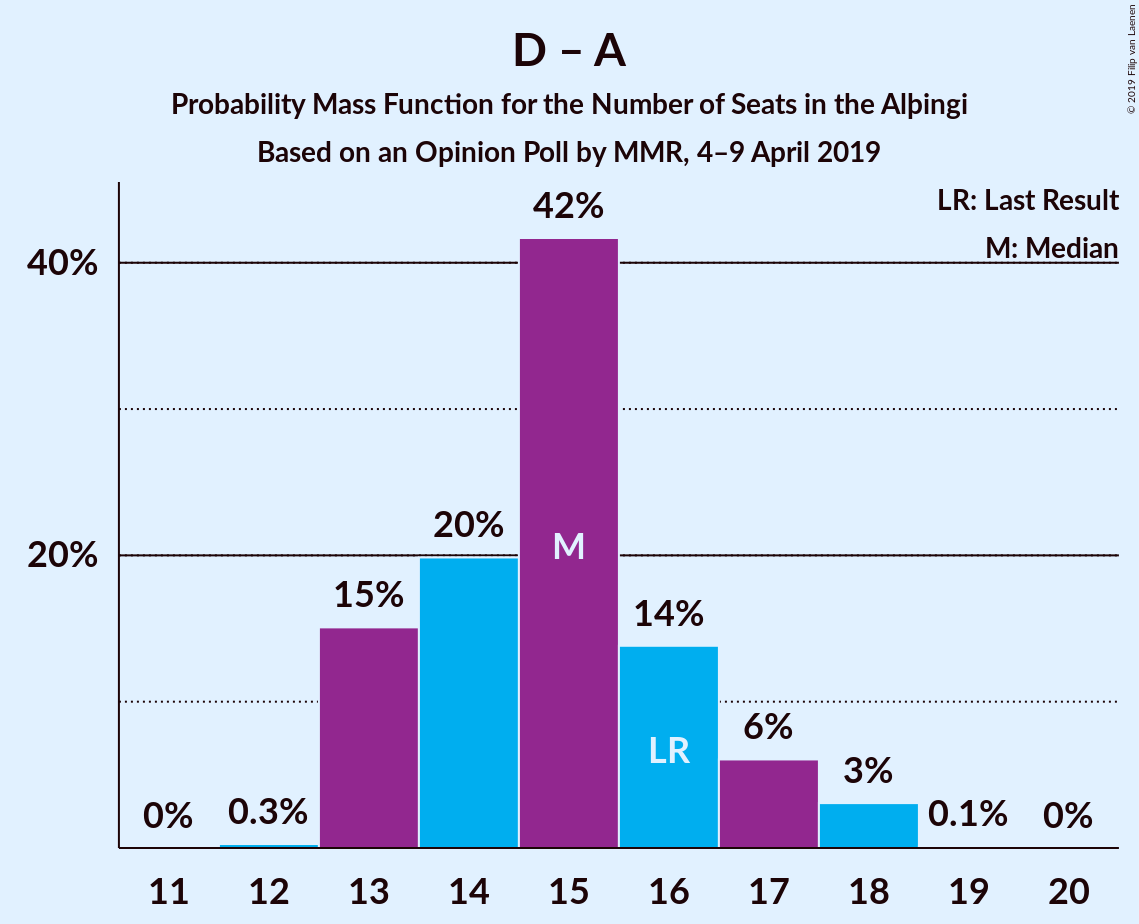 D – A
Probability Mass Function for the Number of Seats in the Alþingi
Based on an Opinion Poll by MMR, 4–9 April 2019
© 2019 Filip van Laenen
LR: Last Result
M: Median
40%
20%
0%
0.3%
15%
20%
42%
14%
6%
3%
0.1%
0%
M
LR
11 12 13 14 15 16 17 18 19 20